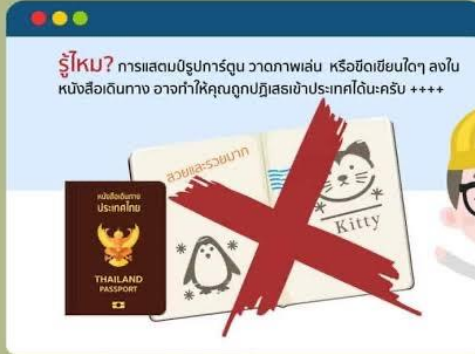 รู้ไหม? การแสตมป์รูปการ์ตูน วาดภาพเล่น หรือขีดเขียนใดๆ ลงใน
หนังสือเดินทาง อาจทำให้คุณถูกปฏิเสธเข้าประเทศได้นะครับ ++++
สวยและรวยมาก
Kitty
หนังสือเดินทาง
ประเทศไทย
THAILAND
PASSPORT